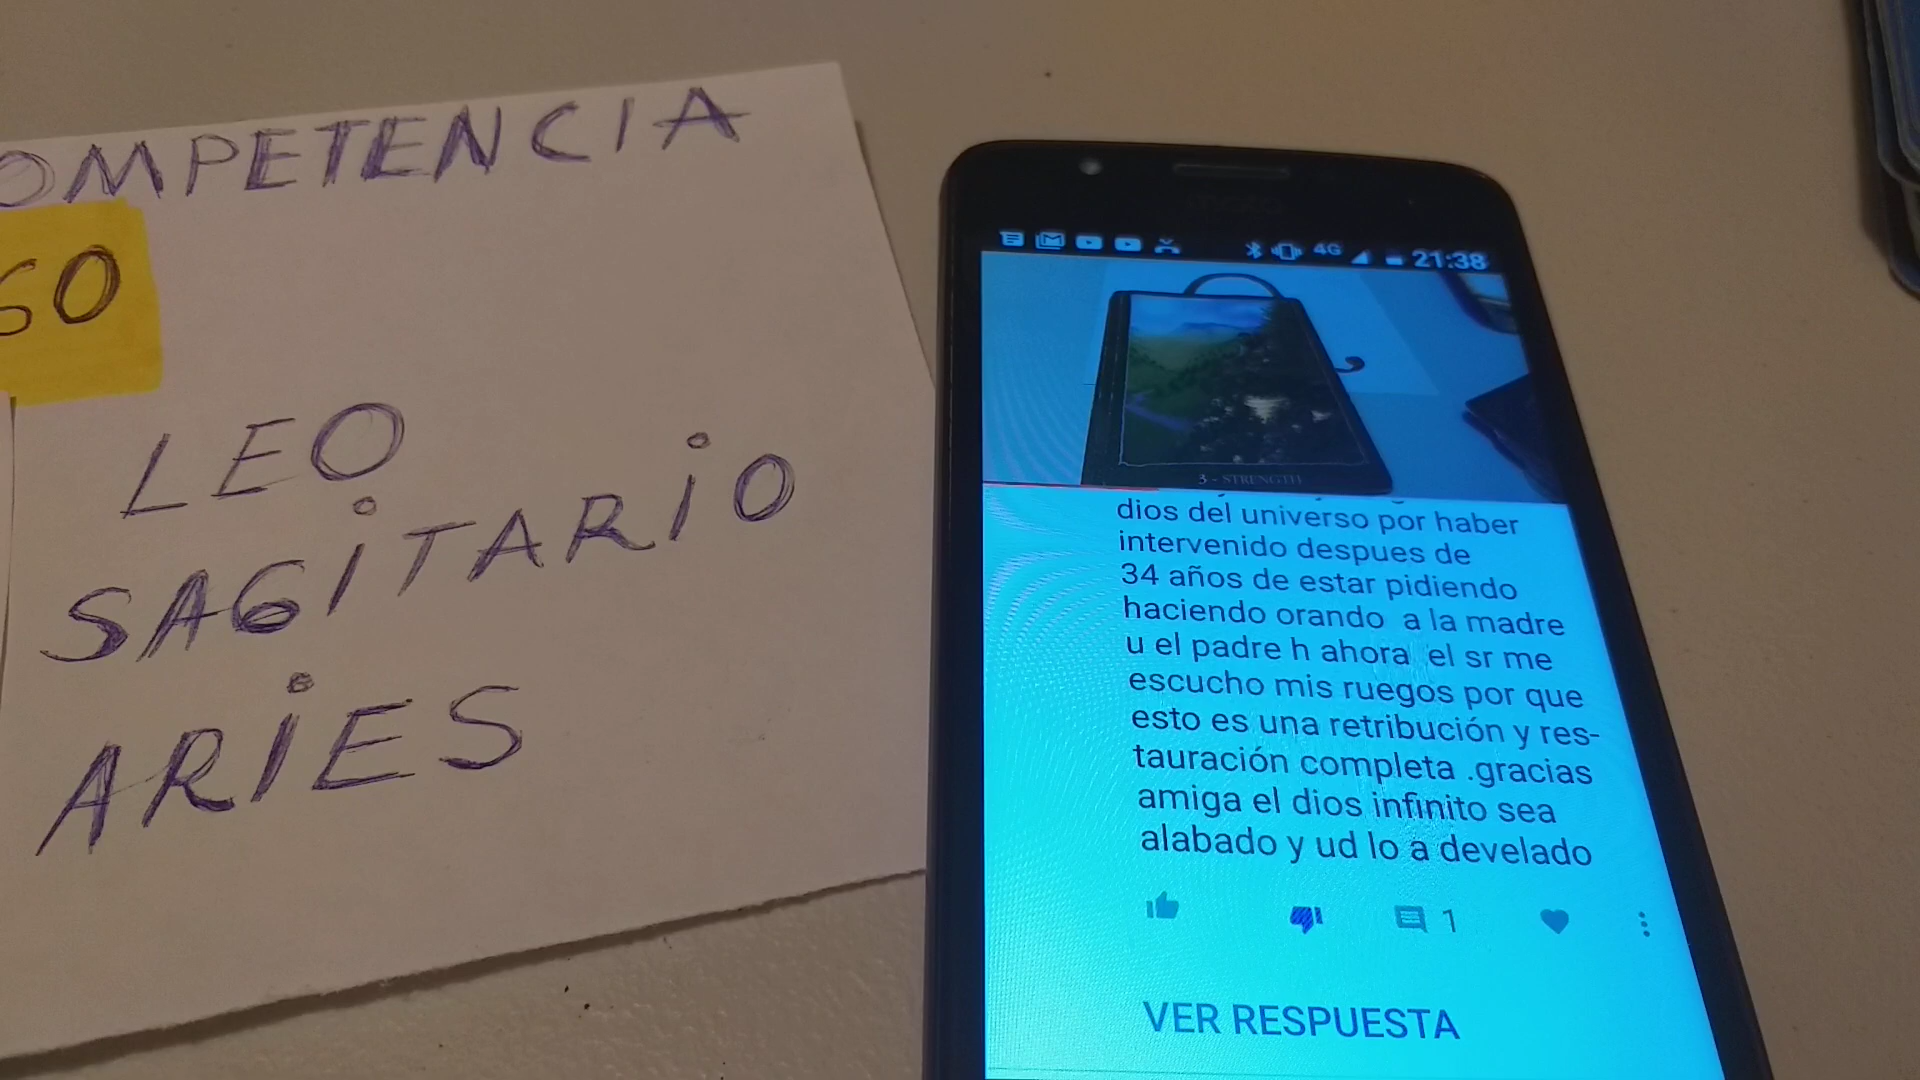 OMPETENCIA
SO
LEO
SAGITARIO
ARIES
4G 21:38
3 - STRENGTH
dios del universo por haber
intervenido despues de
34 años de estar pidiendo
haciendo orando a la madre
u el padre h ahora el sr me
escucho mis ruegos por que
esto es una retribución y res-
tauración completa .gracias
amiga el dios infinito sea
alabado y ud lo a develado
1
VER RESPUESTA